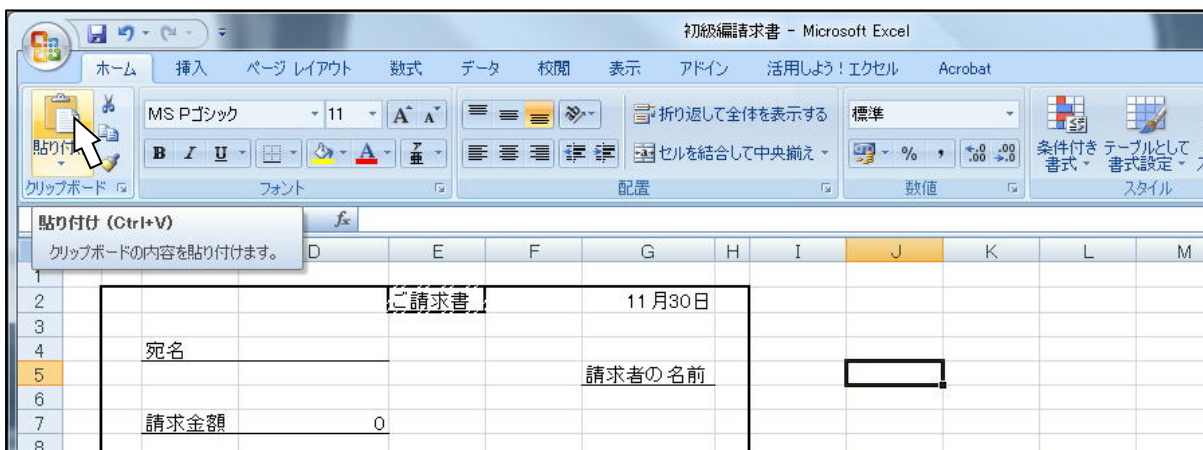 初級編請求書 - Microsoft Excel
ホーム 挿入 ページ レイアウト 数式 データ 校閲 表示 アドイン 活用しよう！エクセル Acrobat
MS Pゴシック 11 A A 折り返して全体を表示する 標準
貼り付け B I U A 亜 セルを結合して中央揃え % , .0 .00 .00 .0 条件付き テーブルとして
書式 書式設定
クリップボード フォント 配置 数値 スタイル
貼り付け (Ctrl+V) fx
クリップボードの内容を貼り付けます。 D E F G H I J K L M
1
2 ご請求書 11月30日
3
4 宛名
5 請求者の名前
6
7 請求金額 0
8